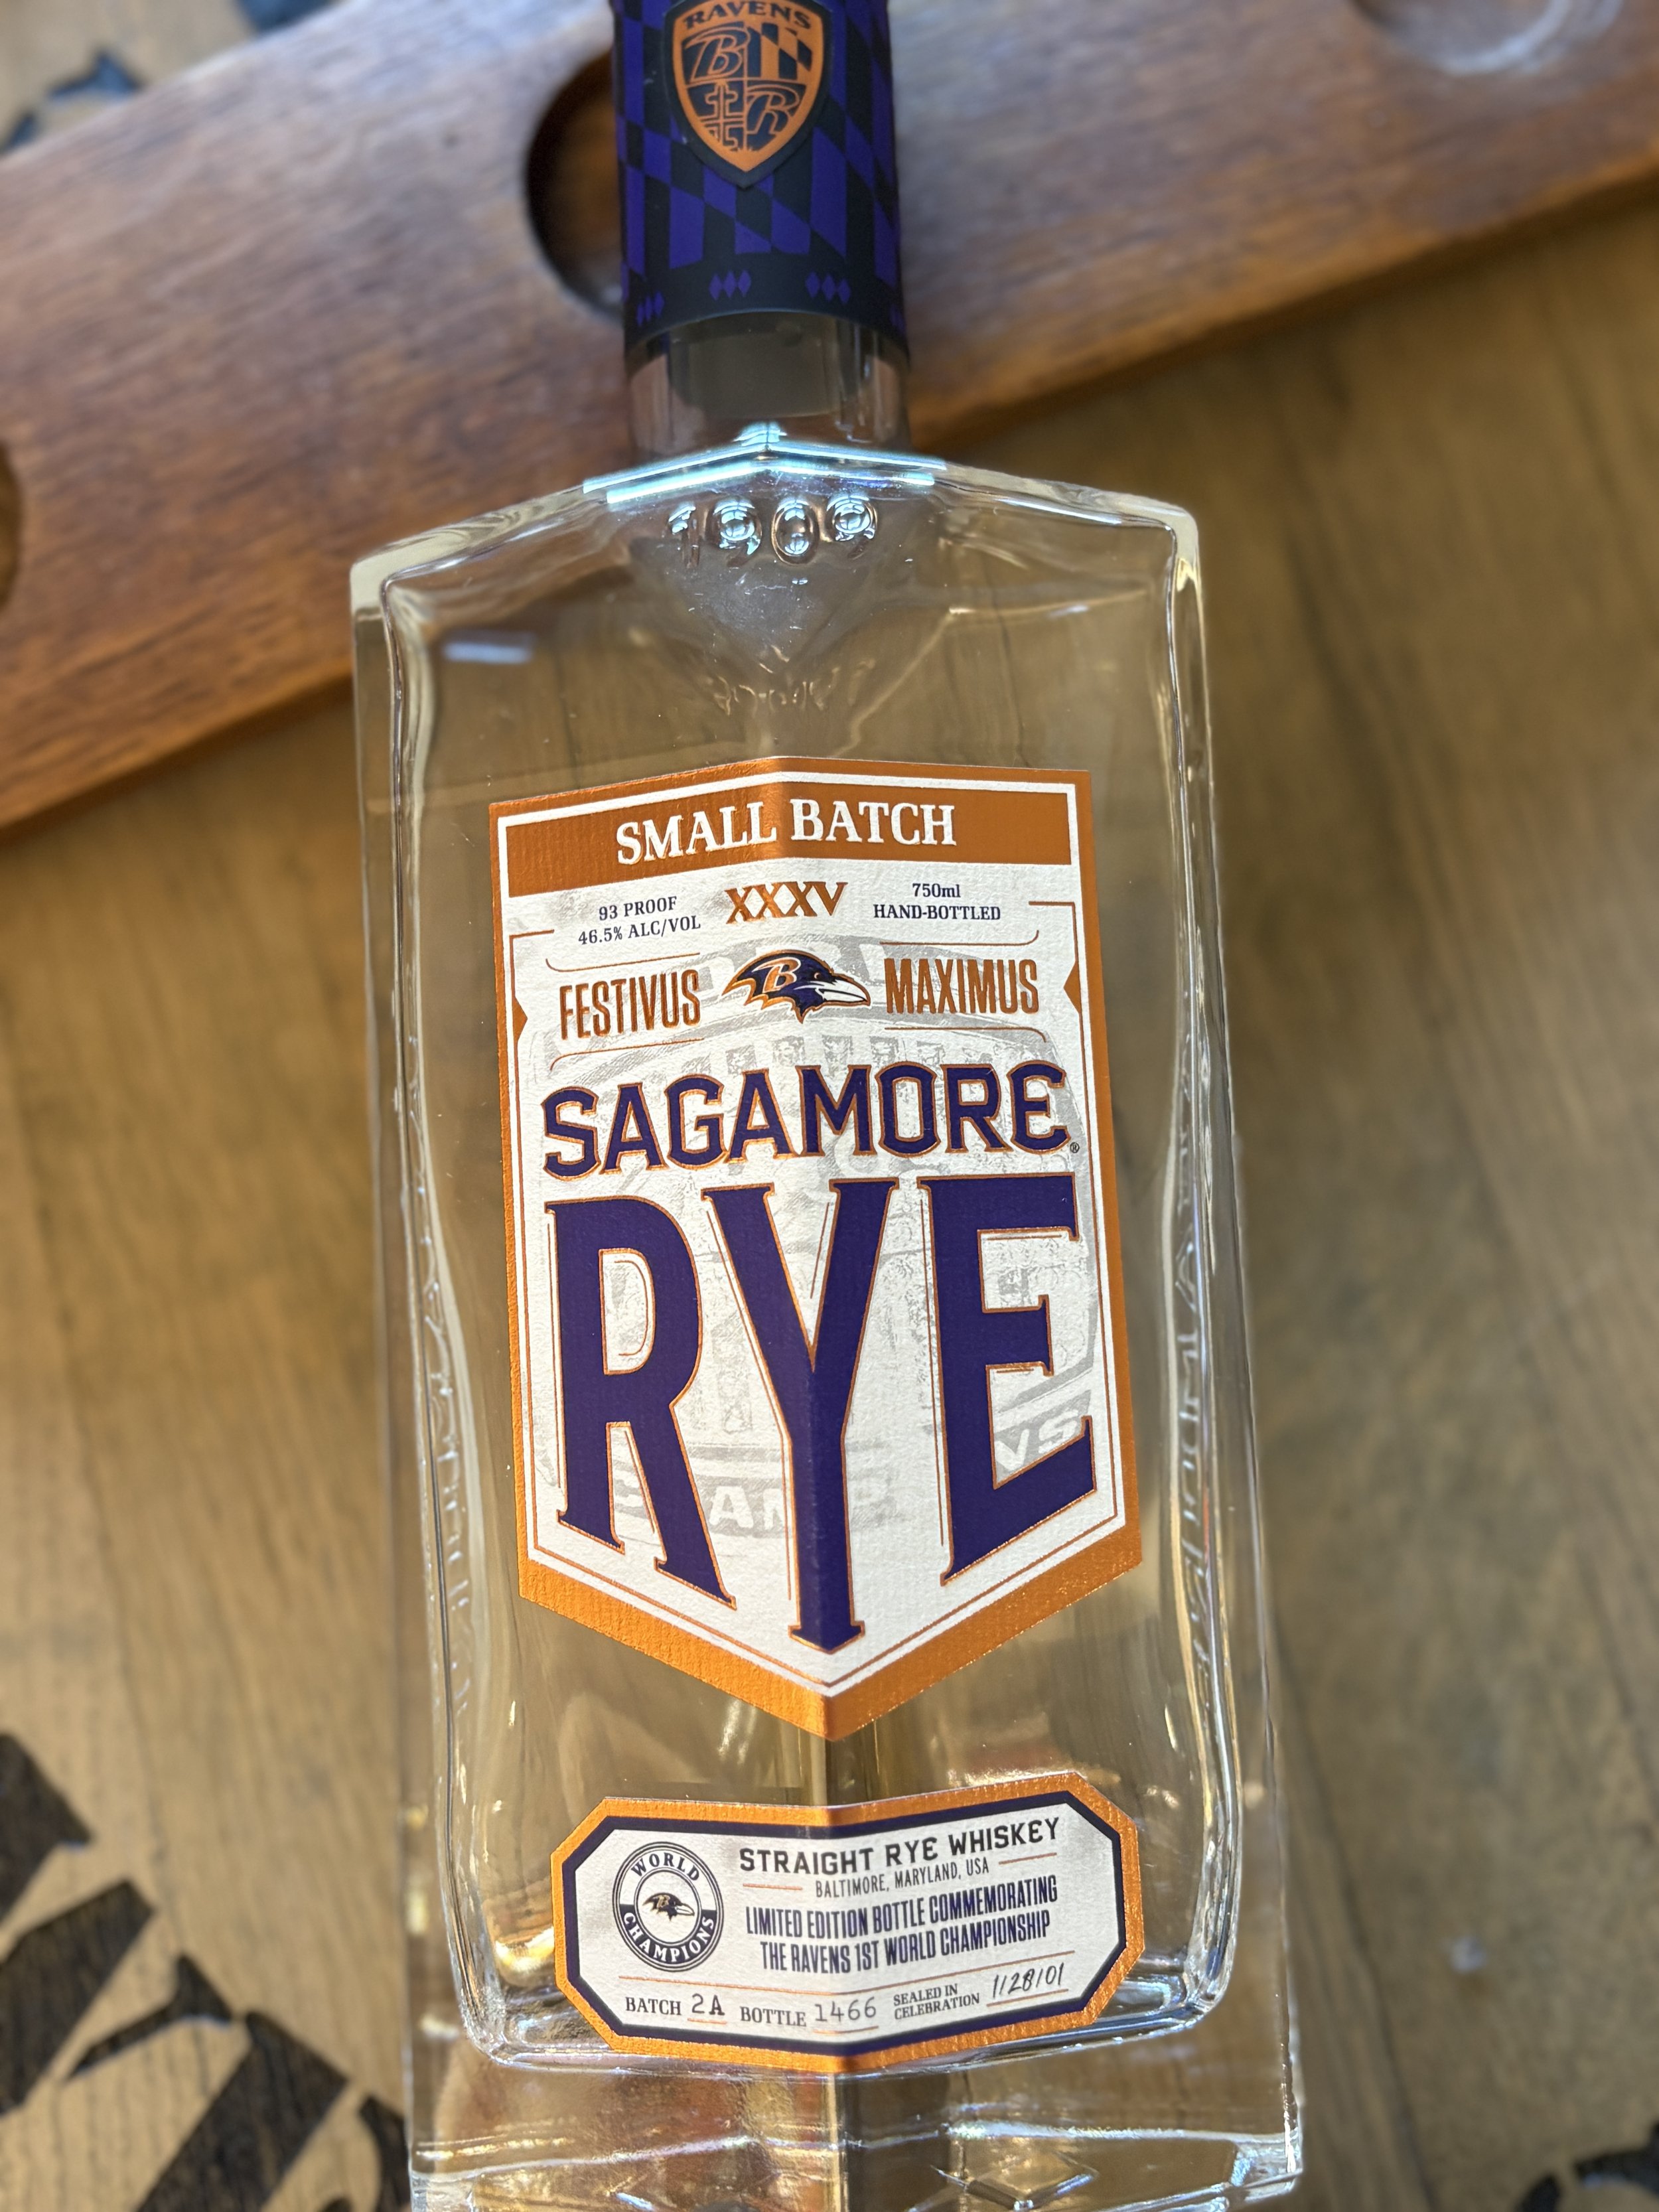 RAVENS
B
R
1909
SMALL BATCH
93 PROOF
46.5% ALC/VOL
XXXV
750ml
HAND-BOTTLED
FESTIVUS
B
MAXIMUS
SAGAMORE®
RYE
WORLD
CHAMPIONS
STRAIGHT RYE WHISKEY
BALTIMORE, MARYLAND, USA
LIMITED EDITION BOTTLE COMMEMORATING
THE RAVENS 1ST WORLD CHAMPIONSHIP
BATCH 2A BOTTLE 1466 SEALED IN CELEBRATION 1/28/01